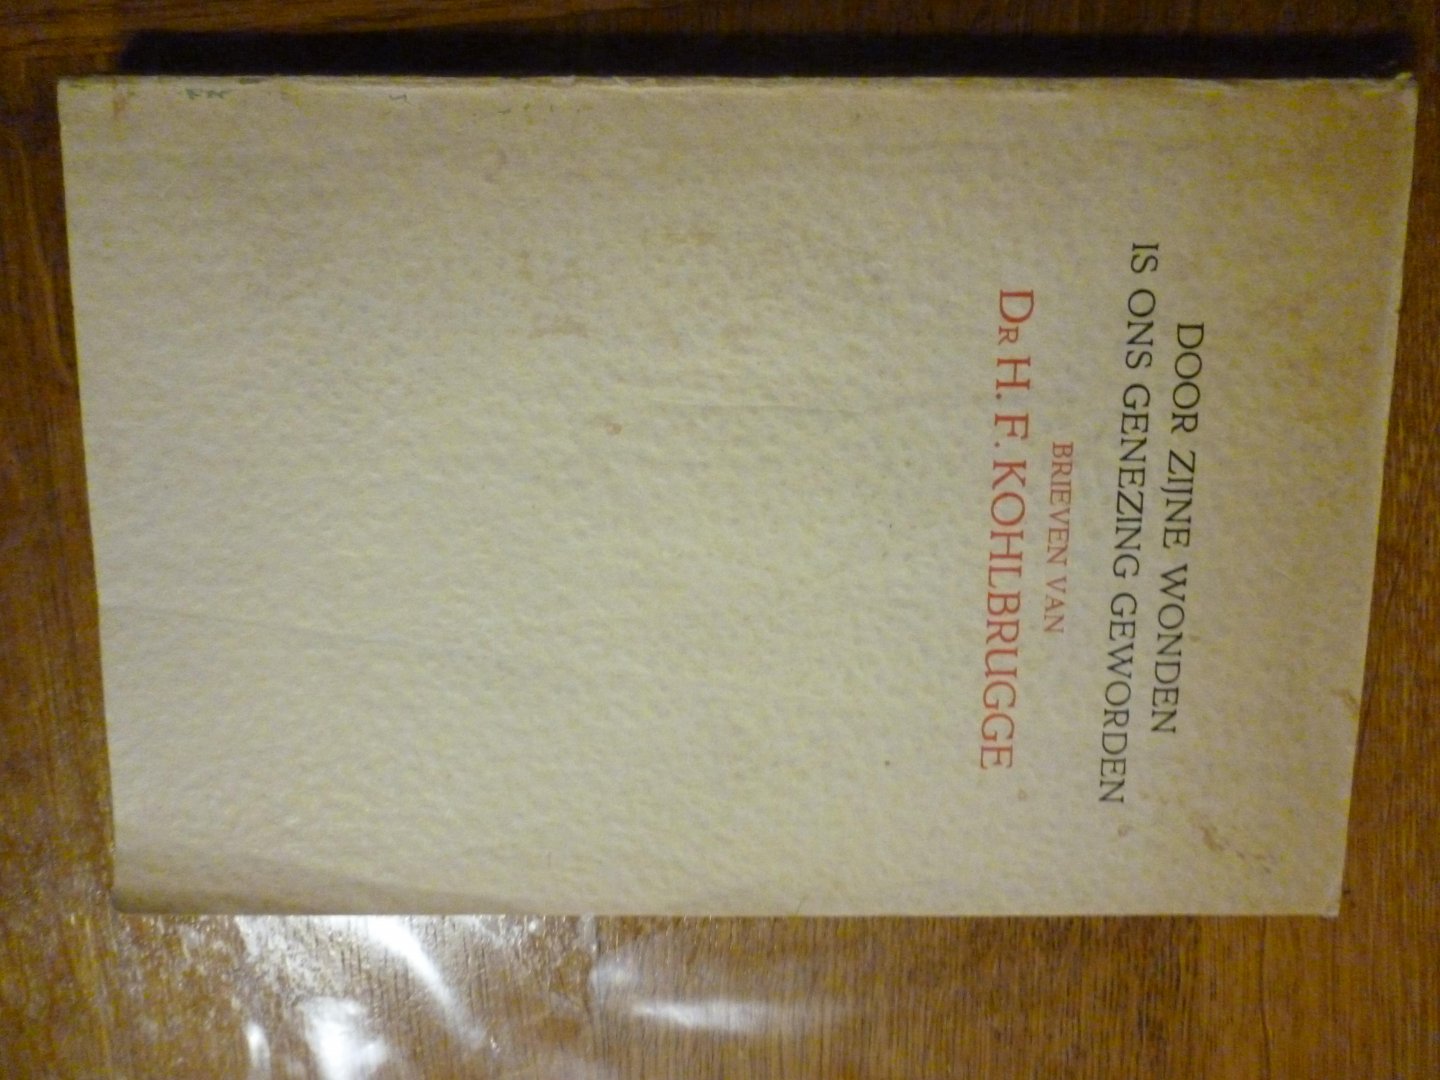 DOOR ZIJNE WONDEN
IS ONS GENEZING GEWORDEN
BRIEVEN VAN
DR H. F. KOHLBRUGGE